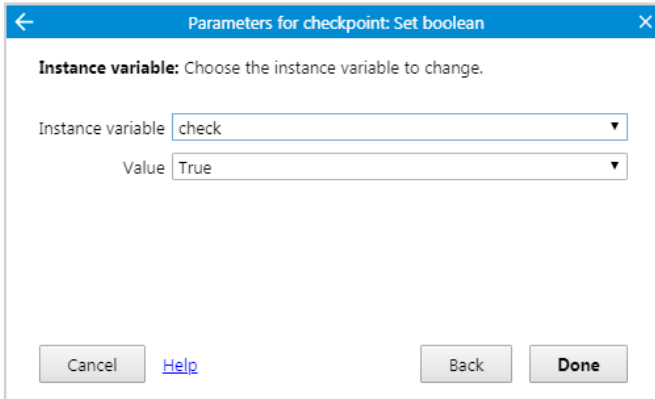 Parameters for checkpoint: Set boolean
Instance variable: Choose the instance variable to change.
Instance variable check
Value True
Cancel Help Back Done